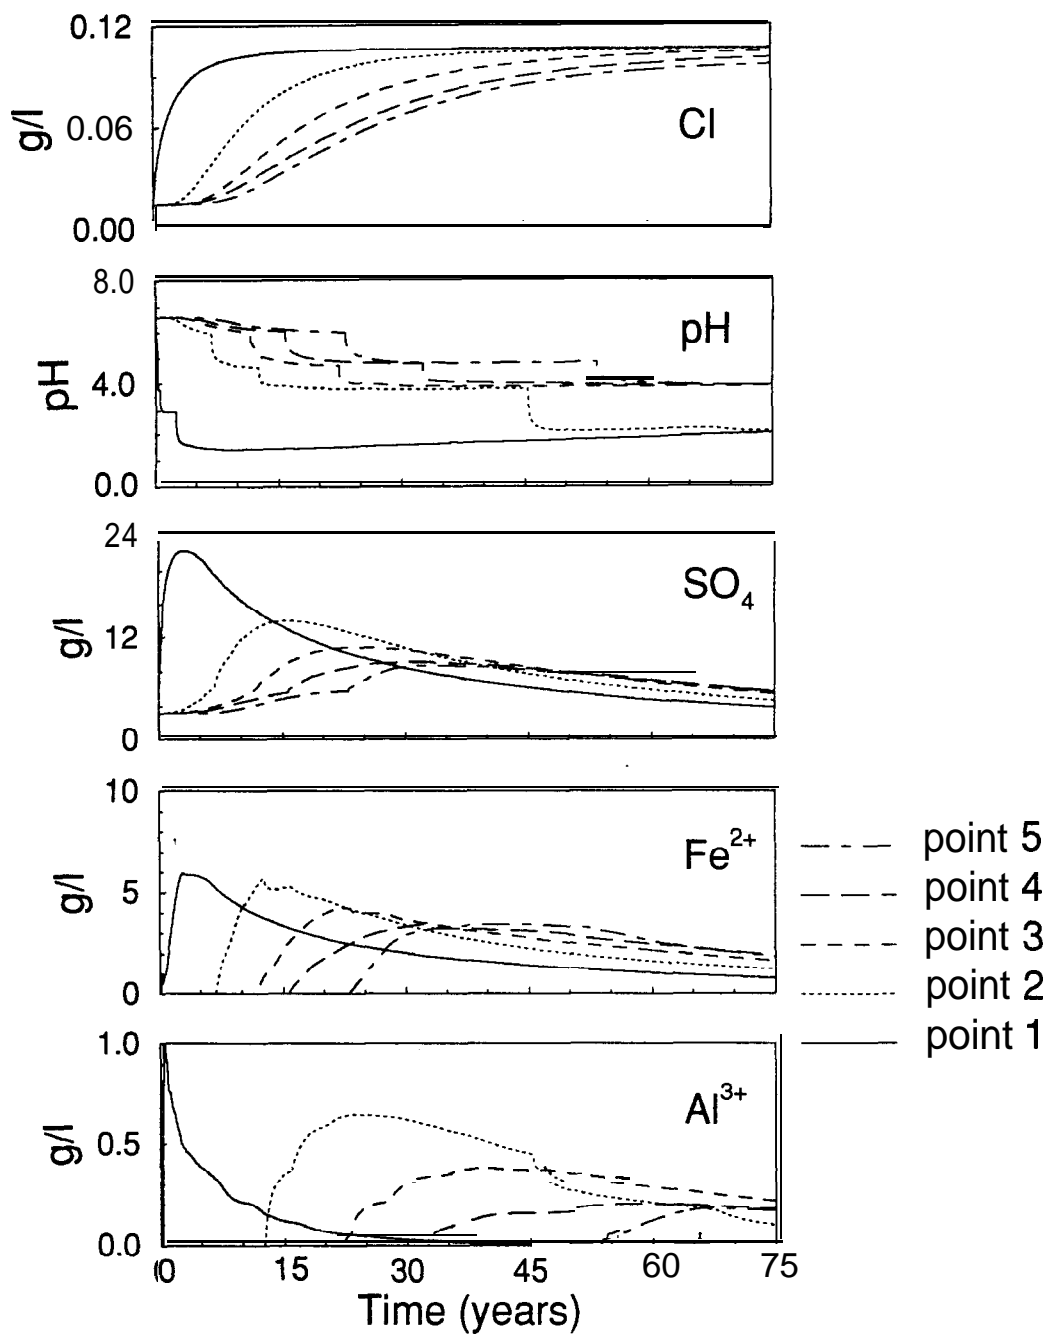 0.12
g/l
0.06
Cl
0.00
8.0
pH
pH
4.0
0.0
24
SO4
g/l
12
0
10
Fe2+
g/l
5
0
point 5
point 4
point 3
point 2
point 1
1.0
Al3+
g/l
0.5
0.0
0 15 30 45 60 75
Time (years)